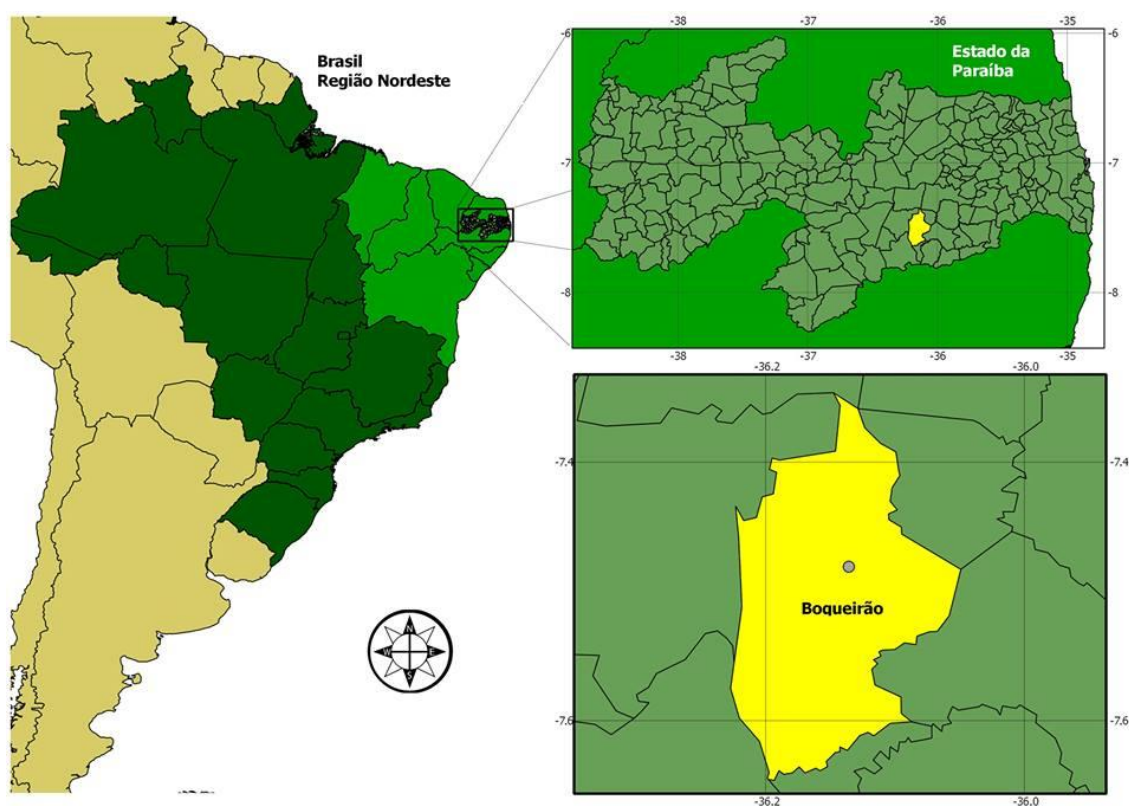 Brasil
Região Nordeste
-38 -37 -36 -35
-6 -6
Estado da
Paraíba
-7 -7
-8 -8
-38 -37 -36 -35
-36.2 -36.0
-7.4 -7.4
Boqueirão
N
W E
S
-7.6 -7.6
-36.2 -36.0